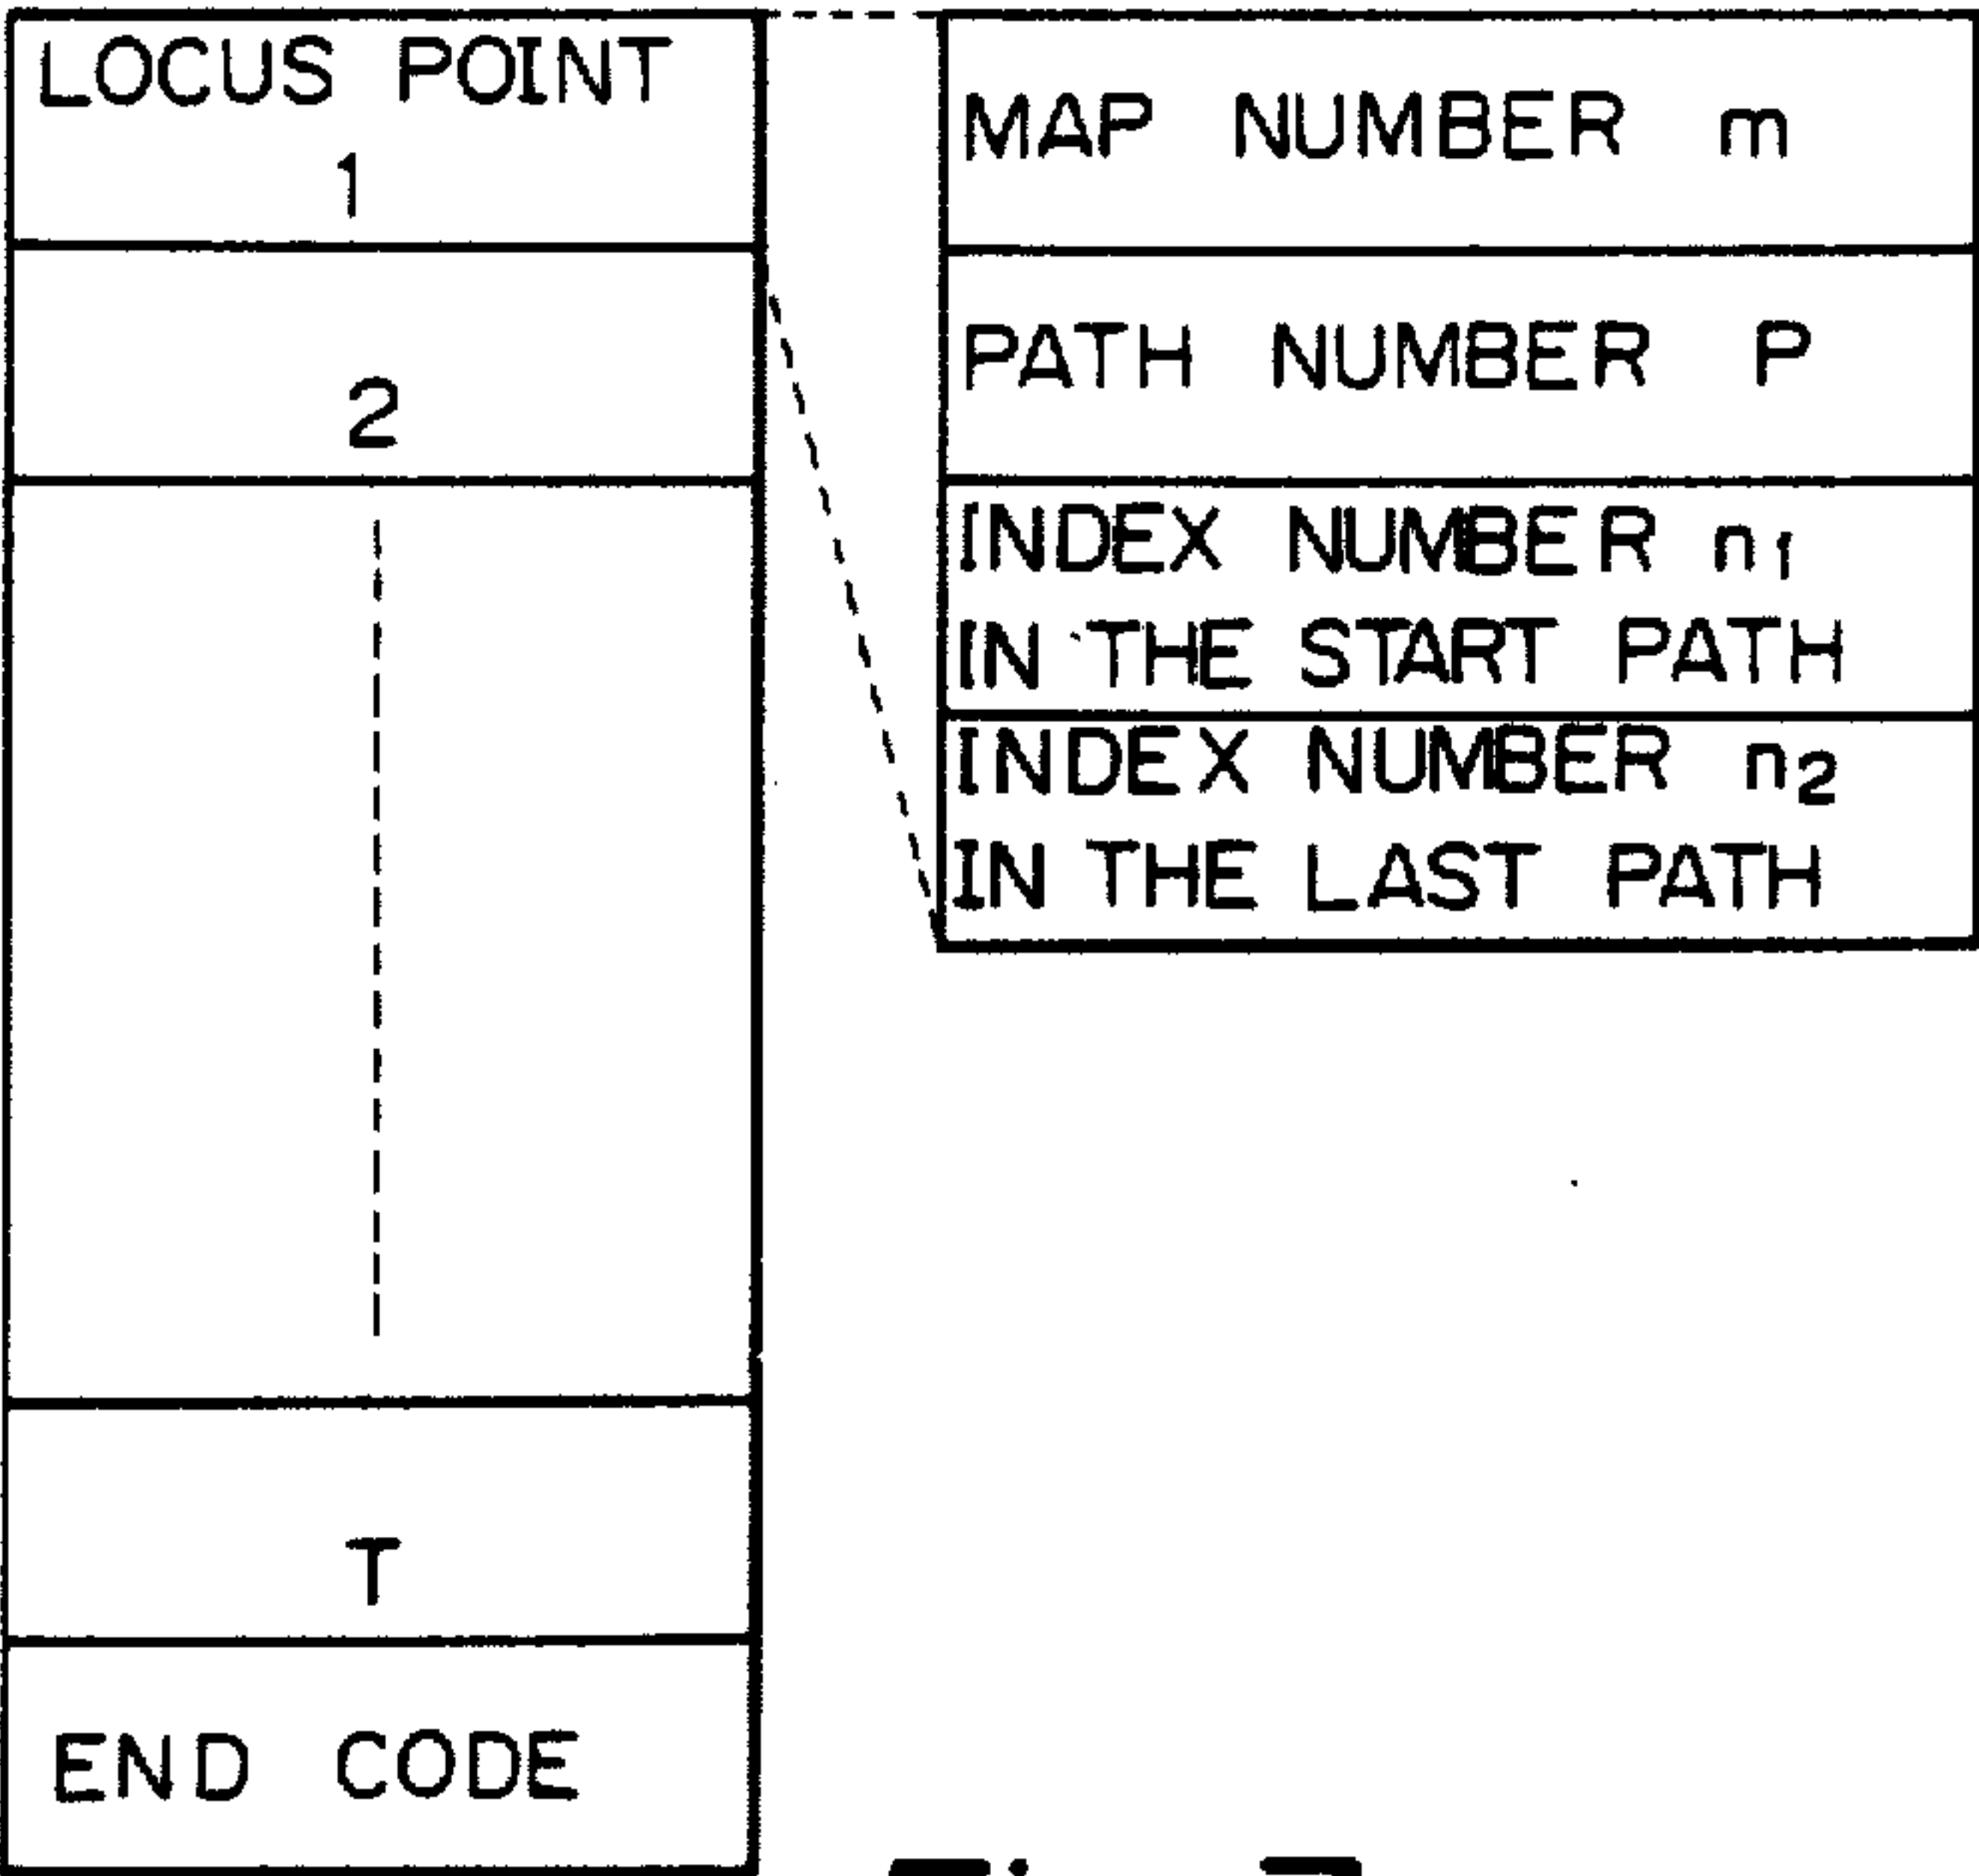 LOCUS POINT
1
2
T
END CODE
MAP NUMBER m
PATH NUMBER P
INDEX NUMBER n₁
IN THE START PATH
INDEX NUMBER n₂
IN THE LAST PATH